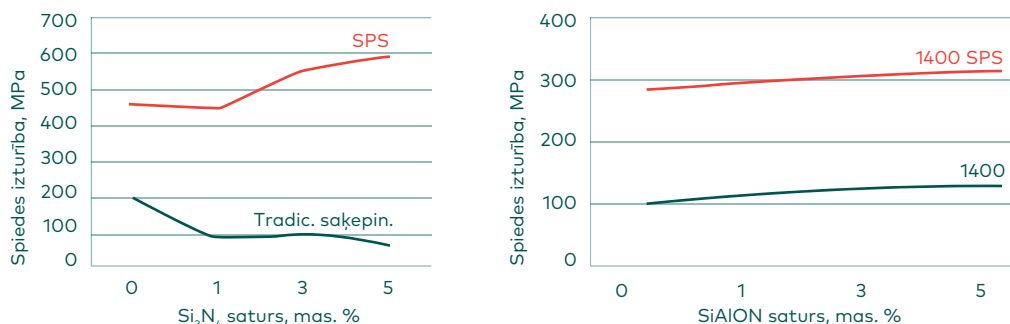 700
600
500
400
300
200
100
0
Spiedes izturība, MPa
SPS
Tradic. saķepin.
0 1 3 5
Si₃N₄ saturs, mas. %
400
300
200
100
0
Spiedes izturība, MPa
1400 SPS
1400
0 1 3 5
SiAlON saturs, mas. %